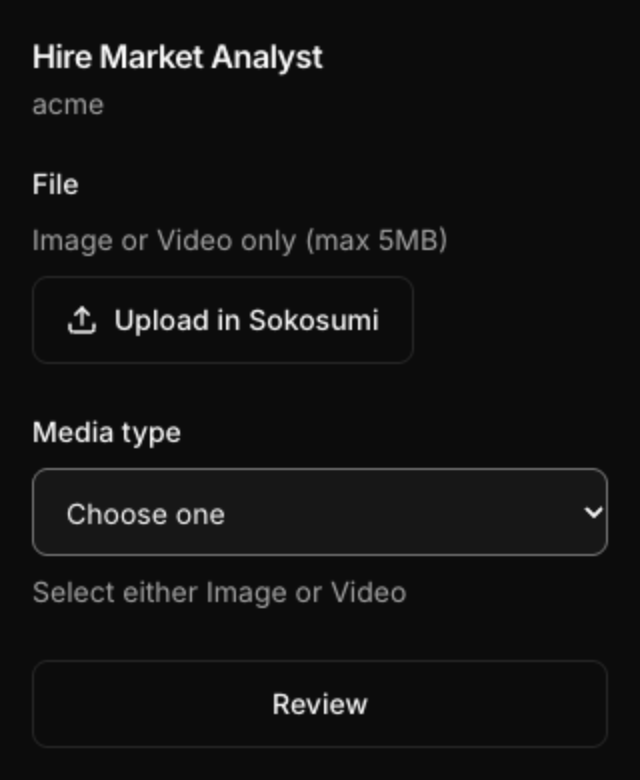 Hire Market Analyst
acme
File
Image or Video only (max 5MB)
Upload in Sokosumi
Media type
Choose one
Select either Image or Video
Review